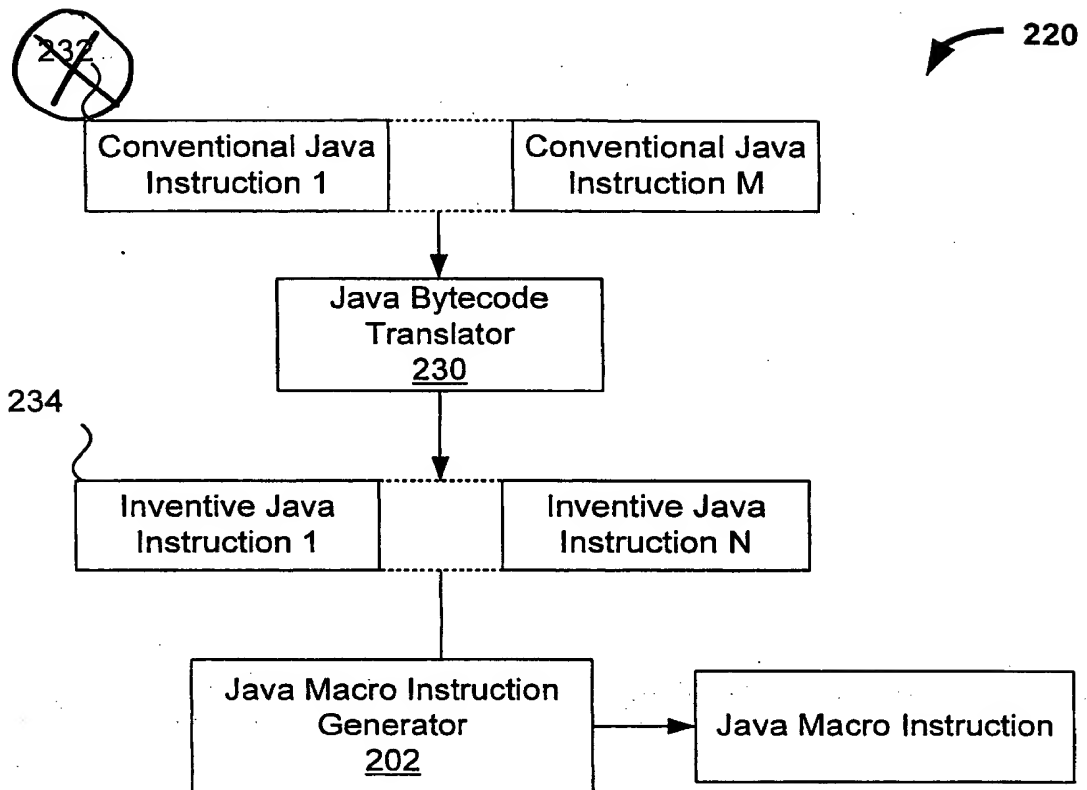 232
220
Conventional Java
Instruction 1
Conventional Java
Instruction M
Java Bytecode
Translator
230
234
Inventive Java
Instruction 1
Inventive Java
Instruction N
Java Macro Instruction
Generator
202
Java Macro Instruction